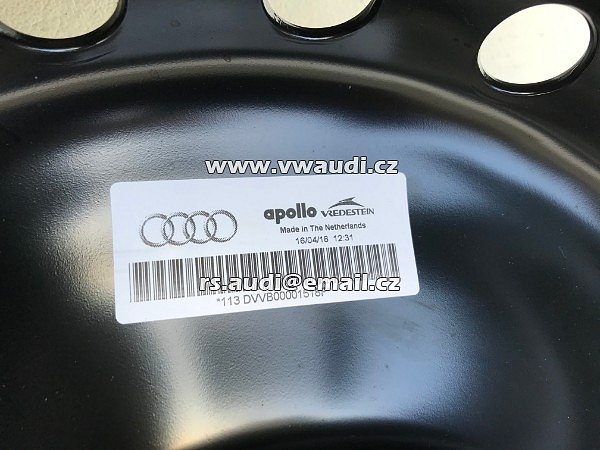 www.vwaudi.cz
apollo VREDESTEIN
Made in The Netherlands
16/04/18 12:31
rs.audi@email.cz
*113 DVVB00001518P